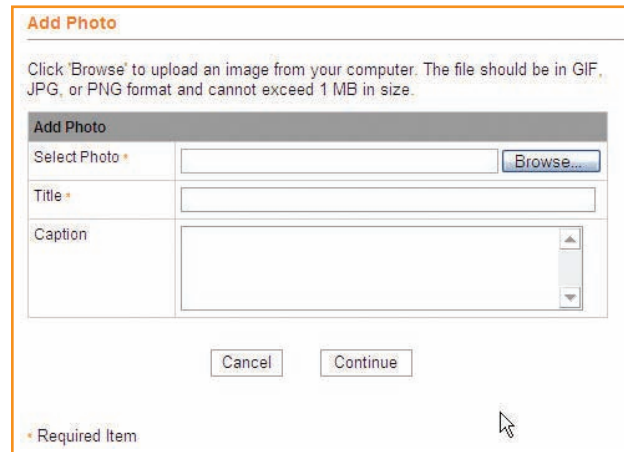 Add Photo
Click 'Browse' to upload an image from your computer. The file should be in GIF,
JPG, or PNG format and cannot exceed 1 MB in size.
Add Photo
Select Photo *
Browse...
Title *
Caption
Cancel Continue
* Required Item